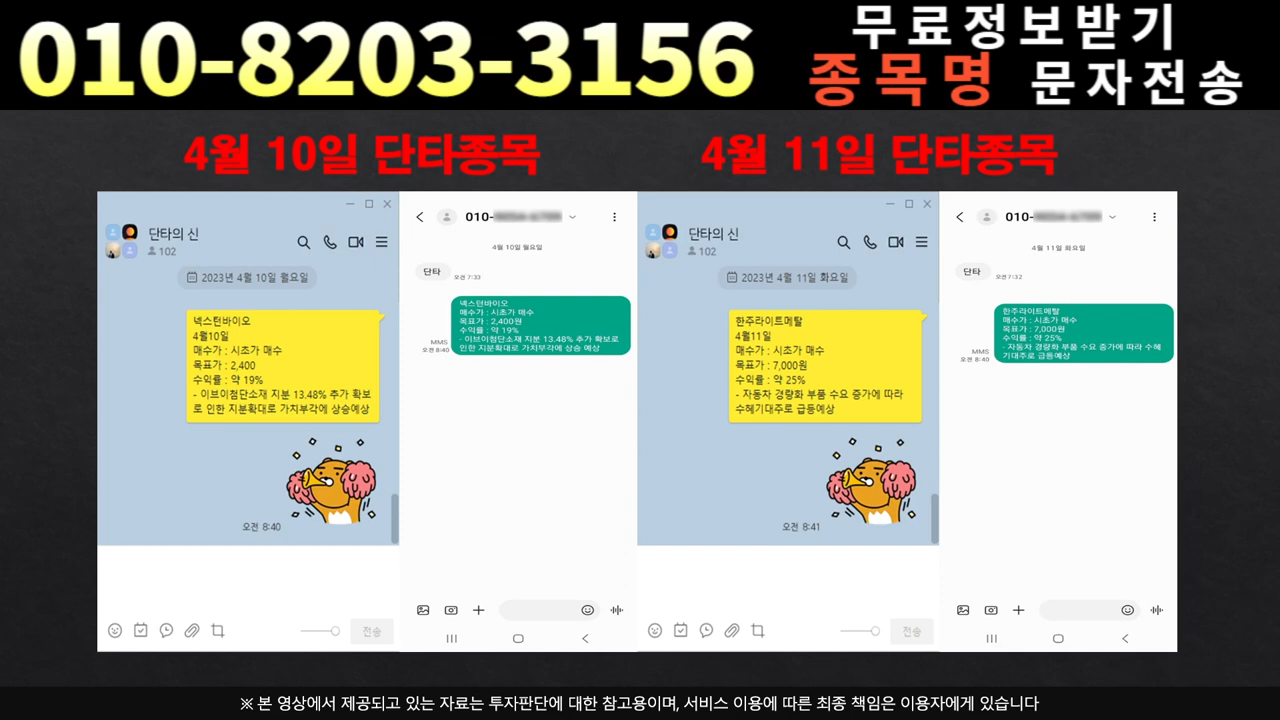 010-8203-3156
무료정보받기
종목명 문자전송
4월 10일 단타종목
4월 11일 단타종목
단타의 신
102
2023년 4월 10일 월요일
넥스턴바이오
4월10일
매수가 : 시초가 매수
목표가 : 2,400
수익률 : 약 19%
- 이브이첨단소재 지분 13.48% 추가 확보
로 인한 지분확대로 가치부각에 상승예상
오전 8:40
전송
010-
4월 10일 월요일
단타
오전 7:33
넥스턴바이오
매수가 : 시초가 매수
목표가 : 2,400원
수익률 : 약 19%
- 이브이첨단소재 지분 13.48% 추가 확보로
인한 지분확대로 가치부각에 상승 예상
MMS
오전 8:40
단타의 신
102
2023년 4월 11일 화요일
한주라이트메탈
4월11일
매수가 : 시초가 매수
목표가 : 7,000원
수익률 : 약 25%
- 자동차 경량화 부품 수요 증가에 따라
수혜기대주로 급등예상
오전 8:41
전송
010-
4월 11일 화요일
단타
오전 7:32
한주라이트메탈
매수가 : 시초가 매수
목표가 : 7,000원
수익률 : 약 25%
- 자동차 경량화 부품 수요 증가에 따라 수혜
기대주로 급등예상
MMS
오전 8:40
※ 본 영상에서 제공되고 있는 자료는 투자판단에 대한 참고용이며, 서비스 이용에 따른 최종 책임은 이용자에게 있습니다